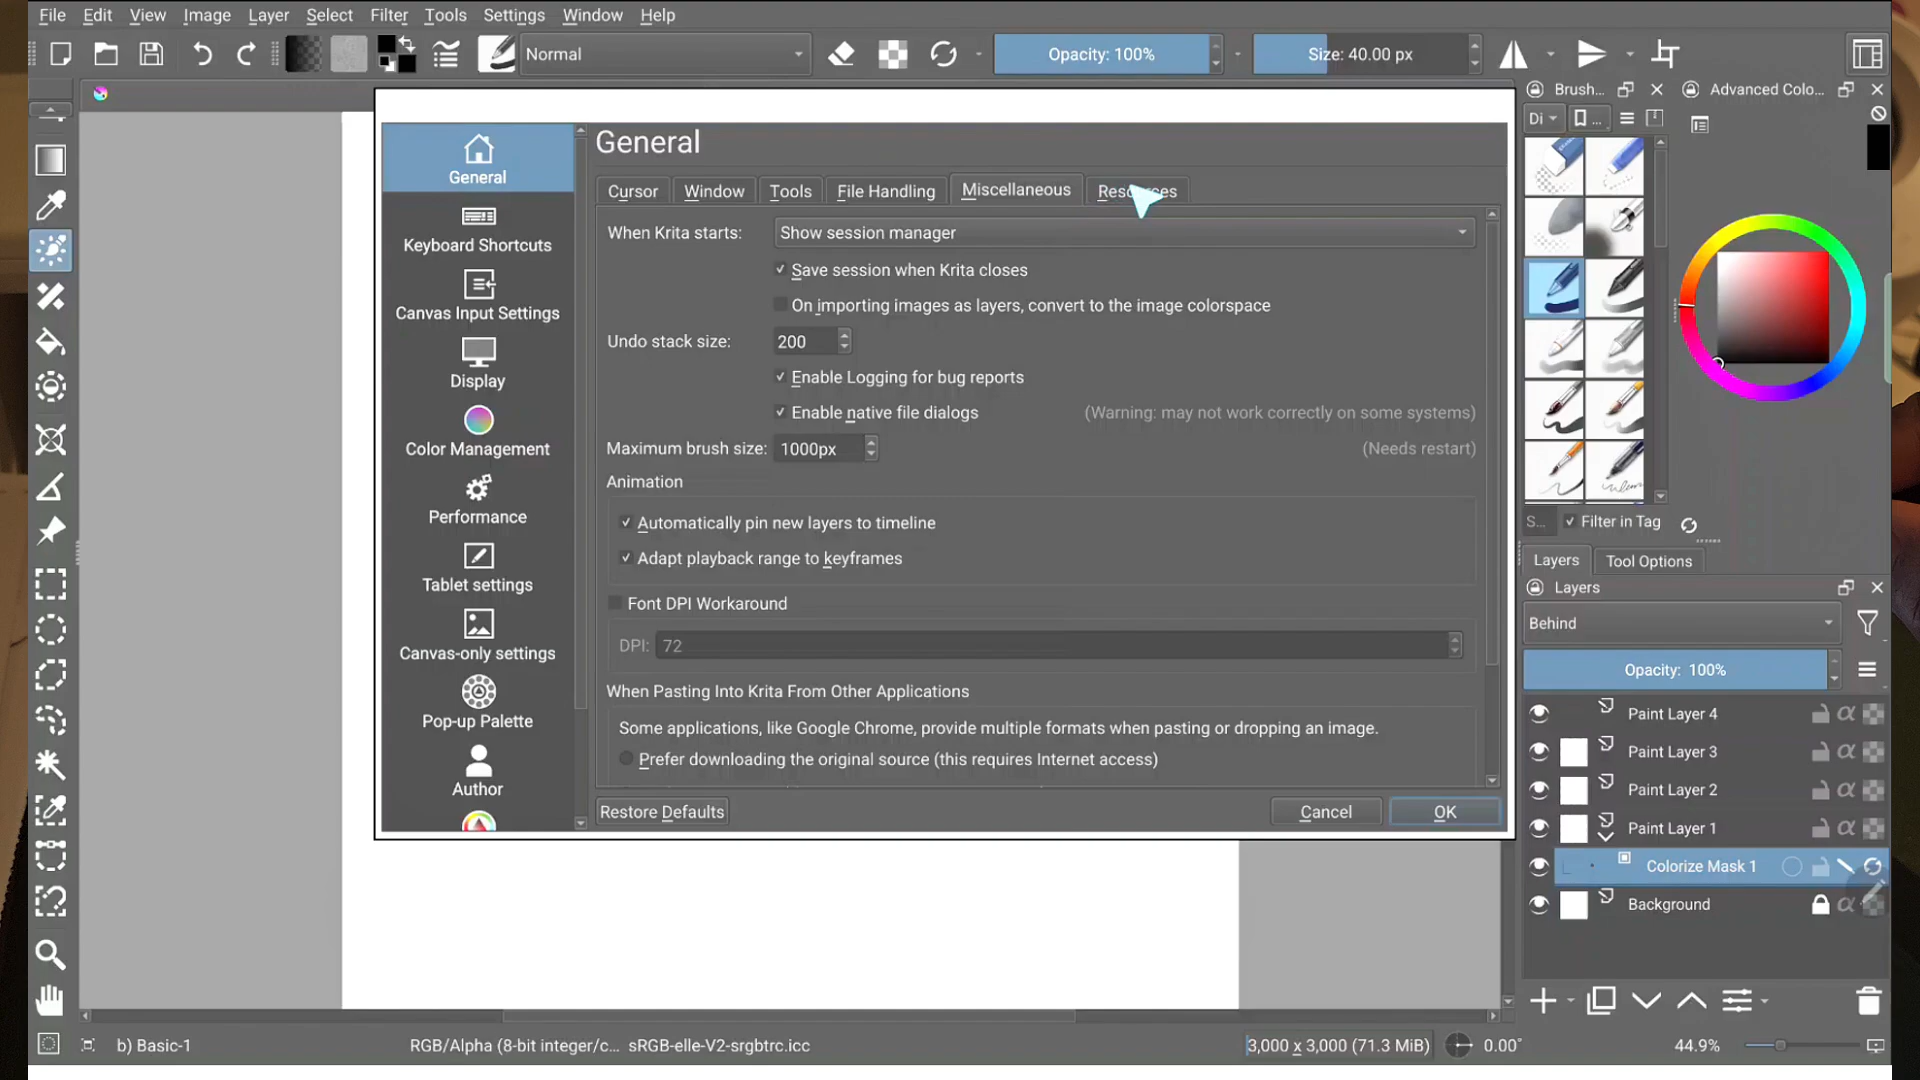 File Edit View Image Layer Select Filter Tools Settings Window Help
Normal
Opacity: 100%
Size: 40.00 px
Brush...
Advanced Colo...
Di
...
General
General
Cursor Window Tools File Handling Miscellaneous Resources
When Krita starts: Show session manager
Save session when Krita closes
On importing images as layers, convert to the image colorspace
Undo stack size: 200
Enable Logging for bug reports
Enable native file dialogs (Warning: may not work correctly on some systems)
Maximum brush size: 1000px (Needs restart)
Animation
Automatically pin new layers to timeline
Adapt playback range to keyframes
Font DPI Workaround
DPI: 72
When Pasting Into Krita From Other Applications
Some applications, like Google Chrome, provide multiple formats when pasting or dropping an image.
Prefer downloading the original source (this requires Internet access)
Restore Defaults
Cancel
OK
Keyboard Shortcuts
Canvas Input Settings
Display
Color Management
Performance
Tablet settings
Canvas-only settings
Pop-up Palette
Author
S...
Filter in Tag
Layers Tool Options
Layers
Behind
Opacity: 100%
Paint Layer 4
Paint Layer 3
Paint Layer 2
Paint Layer 1
Colorize Mask 1
Background
b) Basic-1
RGB/Alpha (8-bit integer/c... sRGB-elle-V2-srgbtrc.icc
3,000 x 3,000 (71.3 MiB)
0.00°
44.9%